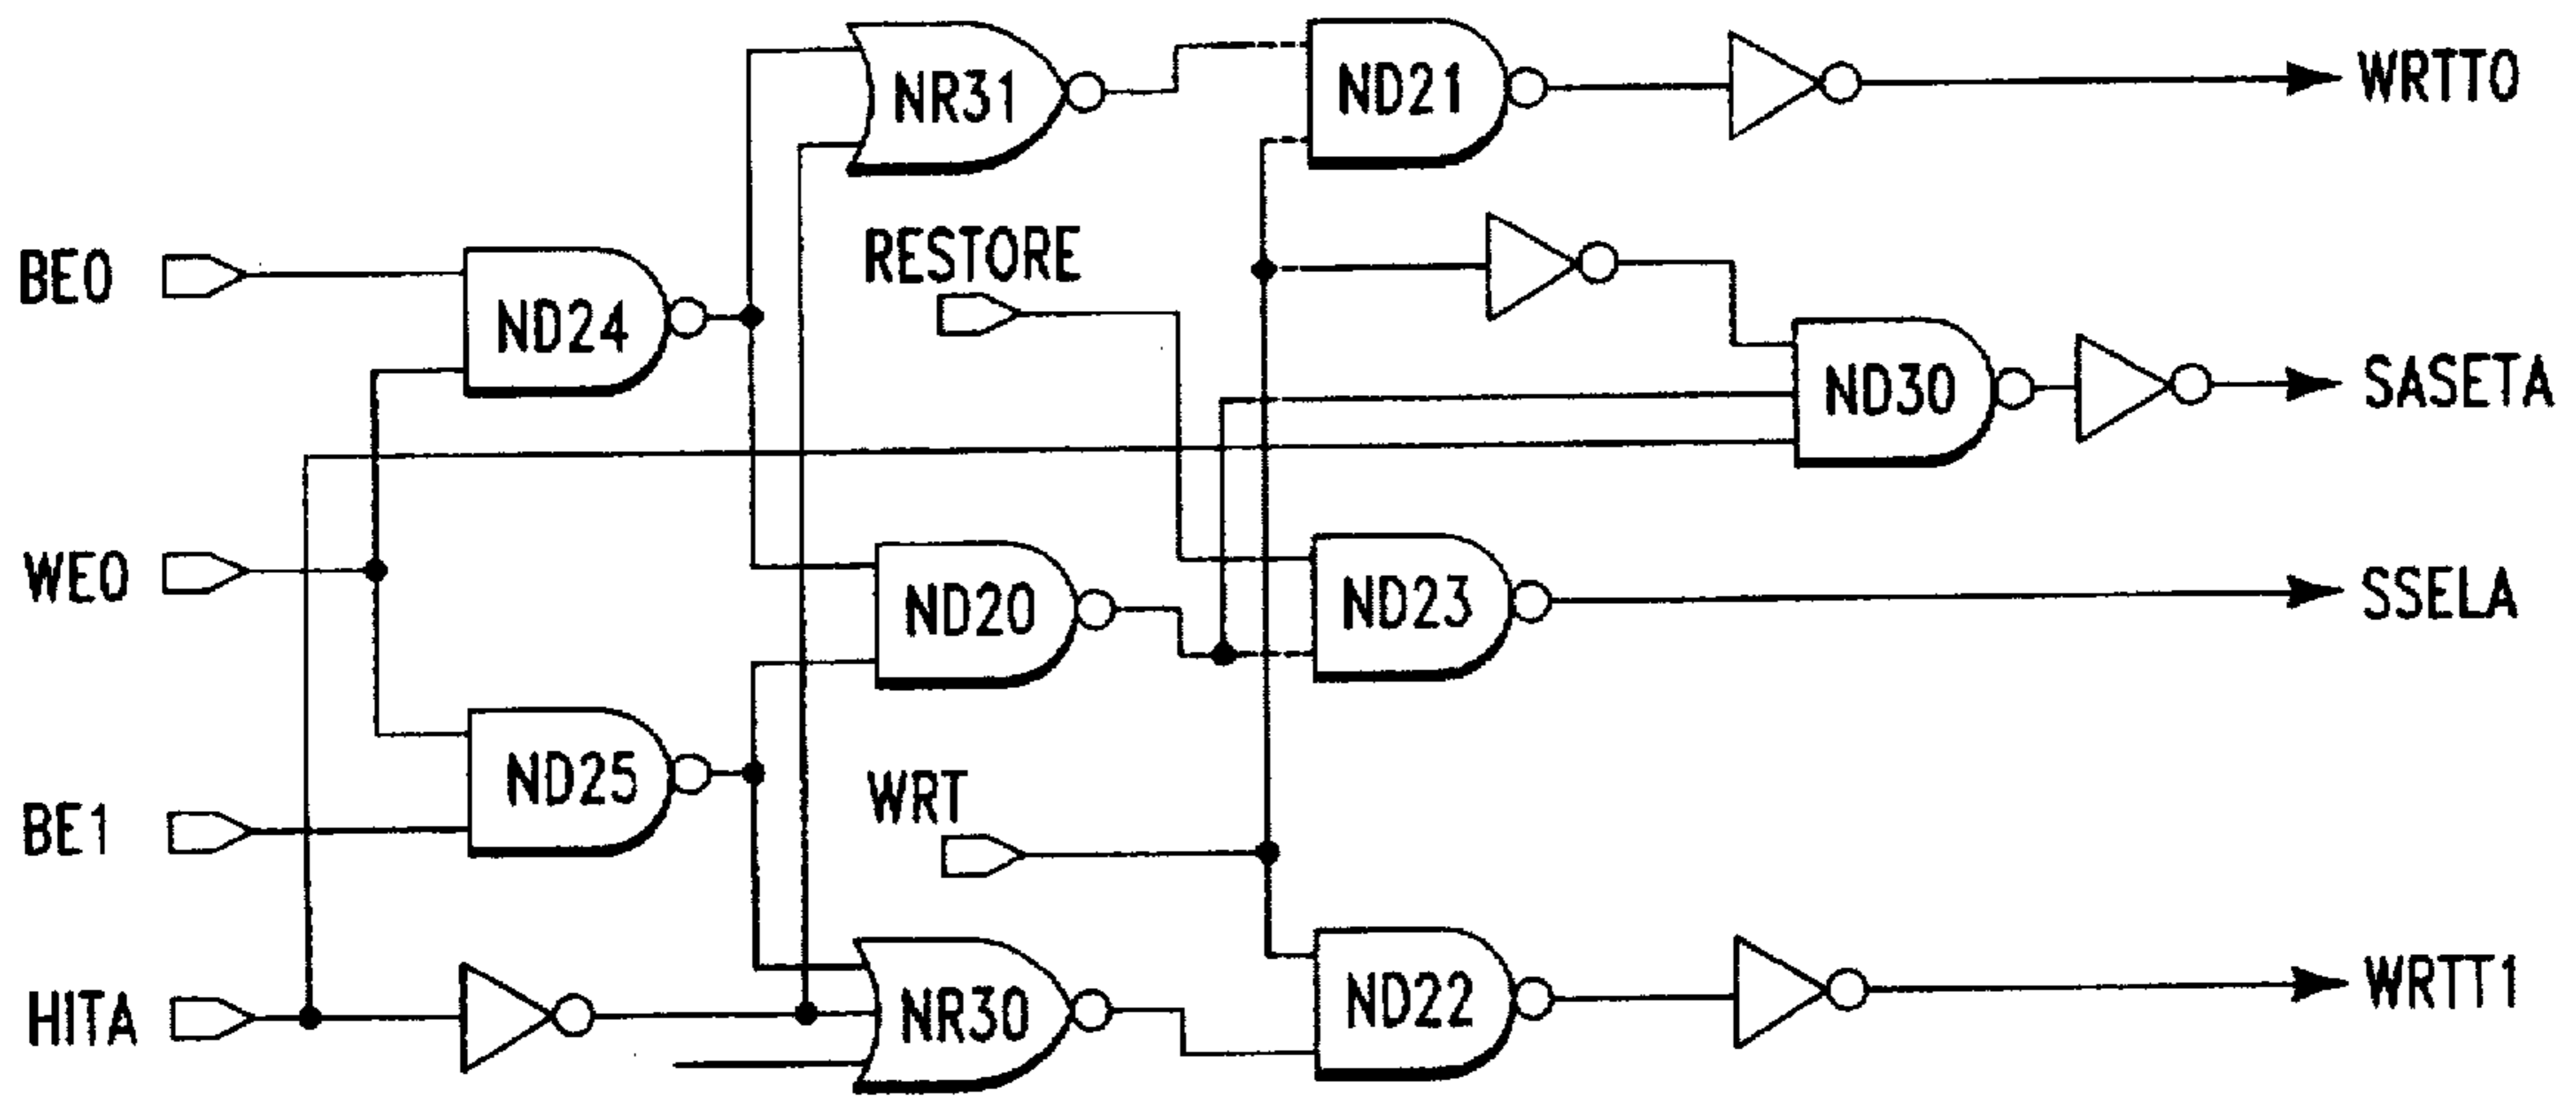 NR31
ND21
WRTT0
RESTORE
BE0
ND24
ND30
SASETA
WE0
ND20
ND23
SSELA
ND25
WRT
BE1
HITA
NR30
ND22
WRTT1